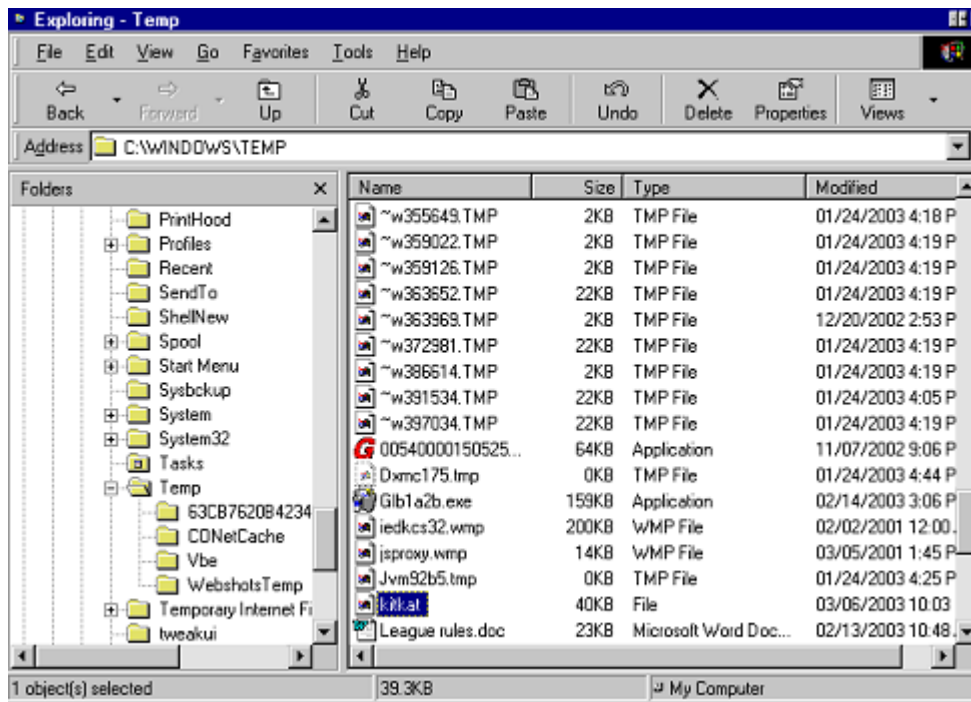 Exploring - Temp
File Edit View Go Favorites Tools Help
Back Forward Up Cut Copy Paste Undo Delete Properties Views
Address C:\WINDOWS\TEMP
Folders
PrintHood
Profiles
Recent
SendTo
ShellNew
Spool
Start Menu
Sysbckup
System
System32
Tasks
Temp
63CB7620B4234
CONetCache
Vbe
WebshotsTemp
Temporary Internet Fi
tweakui
Name Size Type Modified
~w355649.TMP 2KB TMP File 01/24/2003 4:18 P
~w359022.TMP 2KB TMP File 01/24/2003 4:19 P
~w359126.TMP 2KB TMP File 01/24/2003 4:19 P
~w363652.TMP 22KB TMP File 01/24/2003 4:19 P
~w363969.TMP 2KB TMP File 12/20/2002 2:53 P
~w372981.TMP 22KB TMP File 01/24/2003 4:19 P
~w386614.TMP 2KB TMP File 01/24/2003 4:19 P
~w391534.TMP 22KB TMP File 01/24/2003 4:05 P
~w397034.TMP 22KB TMP File 01/24/2003 4:19 P
00540000150525... 64KB Application 11/07/2002 9:06 P
Dxmc175.tmp 0KB TMP File 01/24/2003 4:44 P
Glb1a2b.exe 159KB Application 02/14/2003 3:06 P
iedkcs32.wmp 200KB WMP File 02/02/2001 12:00.
jsproxy.wmp 14KB WMP File 03/05/2001 1:45 P
Jvm92b5.tmp 0KB TMP File 01/24/2003 4:25 P
kitkat 40KB File 03/06/2003 10:03
League rules.doc 23KB Microsoft Word Doc... 02/13/2003 10:48.
1 object(s) selected 39.3KB My Computer